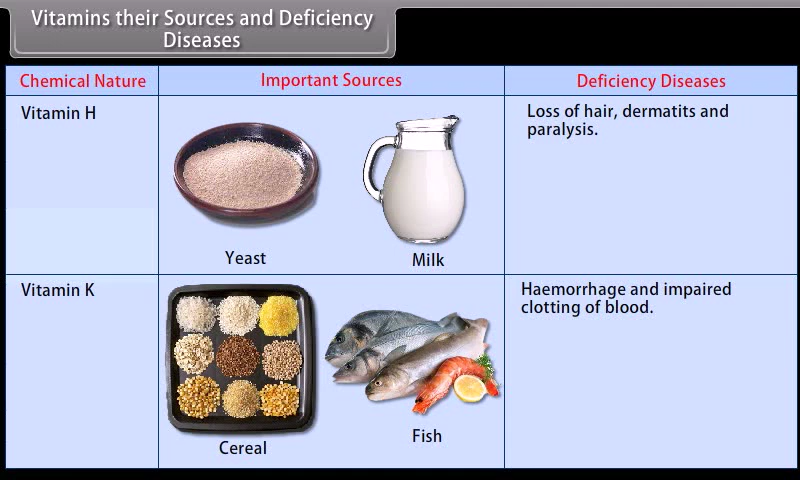 Vitamins their Sources and Deficiency
Diseases
Chemical Nature
Important Sources
Deficiency Diseases
Vitamin H
Yeast
Milk
Loss of hair, dermatits and
paralysis.
Vitamin K
Cereal
Fish
Haemorrhage and impaired
clotting of blood.